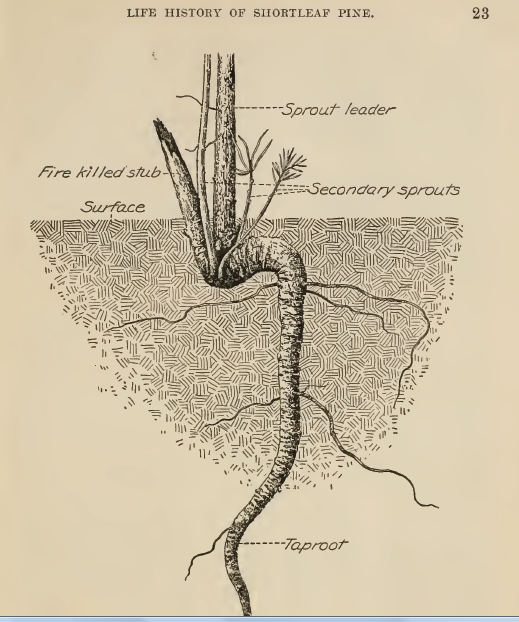 LIFE HISTORY OF SHORTLEAF PINE. 23
Sprout leader
Fire killed stub
Secondary sprouts
Surface
Taproot